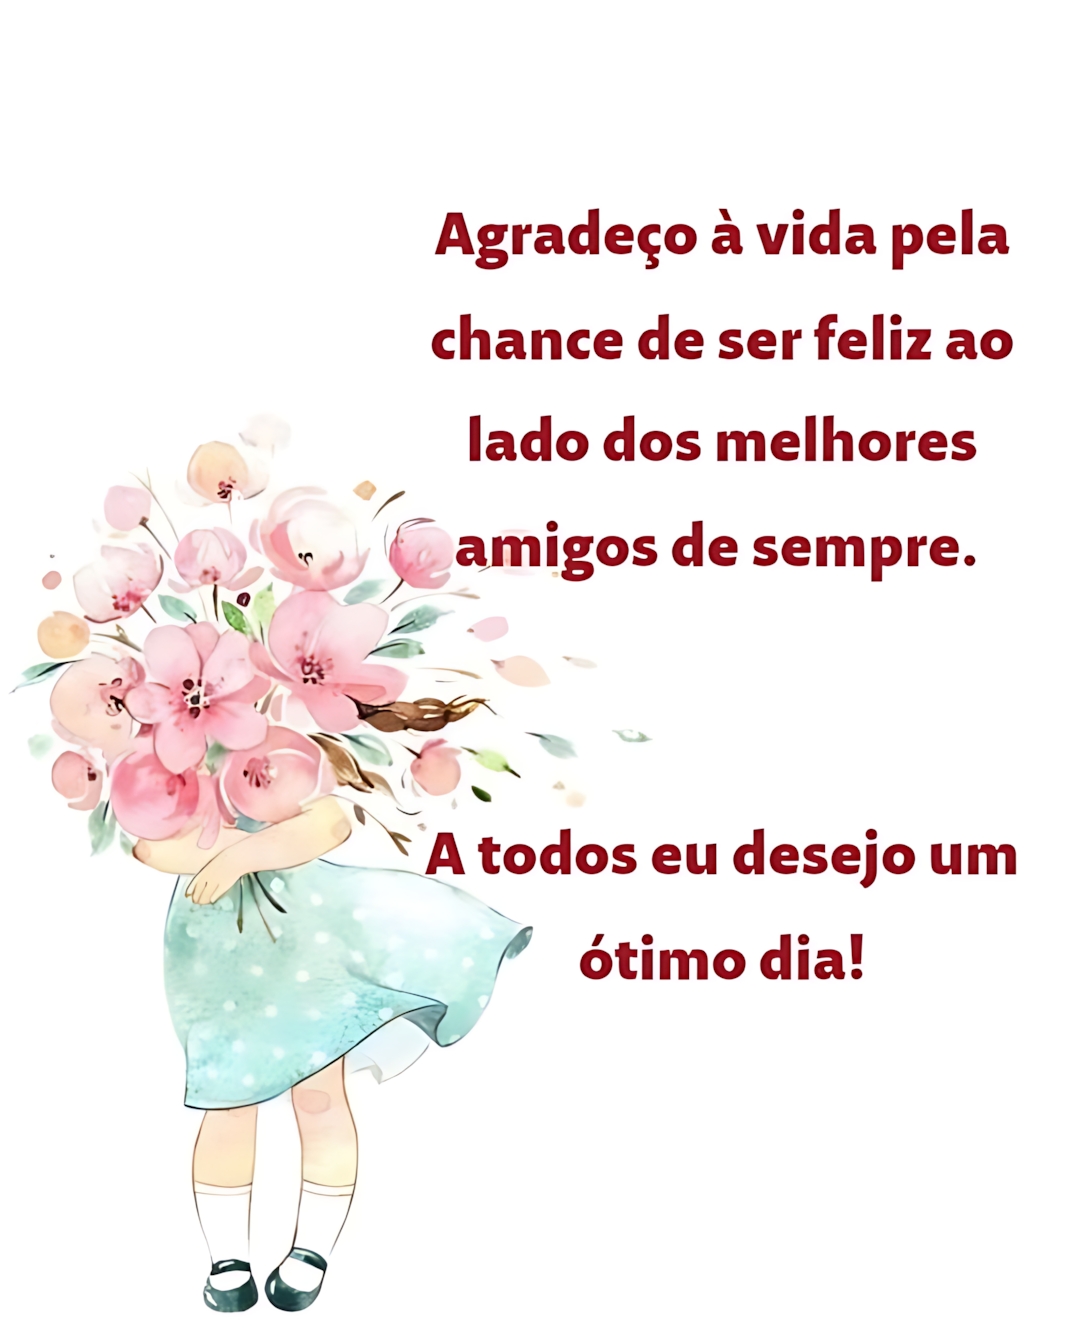 Agradeço à vida pela
chance de ser feliz ao
lado dos melhores
amigos de sempre.
A todos eu desejo um
ótimo dia!